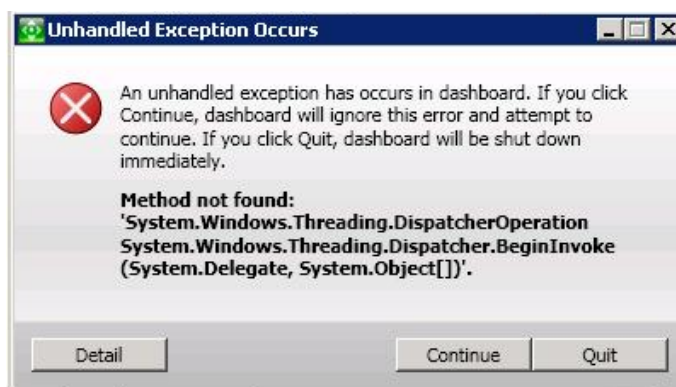 Unhandled Exception Occurs
An unhandled exception has occurs in dashboard. If you click
Continue, dashboard will ignore this error and attempt to
continue. If you click Quit, dashboard will be shut down
immediately.
Method not found:
'System.Windows.Threading.DispatcherOperation
System.Windows.Threading.Dispatcher.BeginInvoke
(System.Delegate, System.Object[])'.
Detail
Continue
Quit